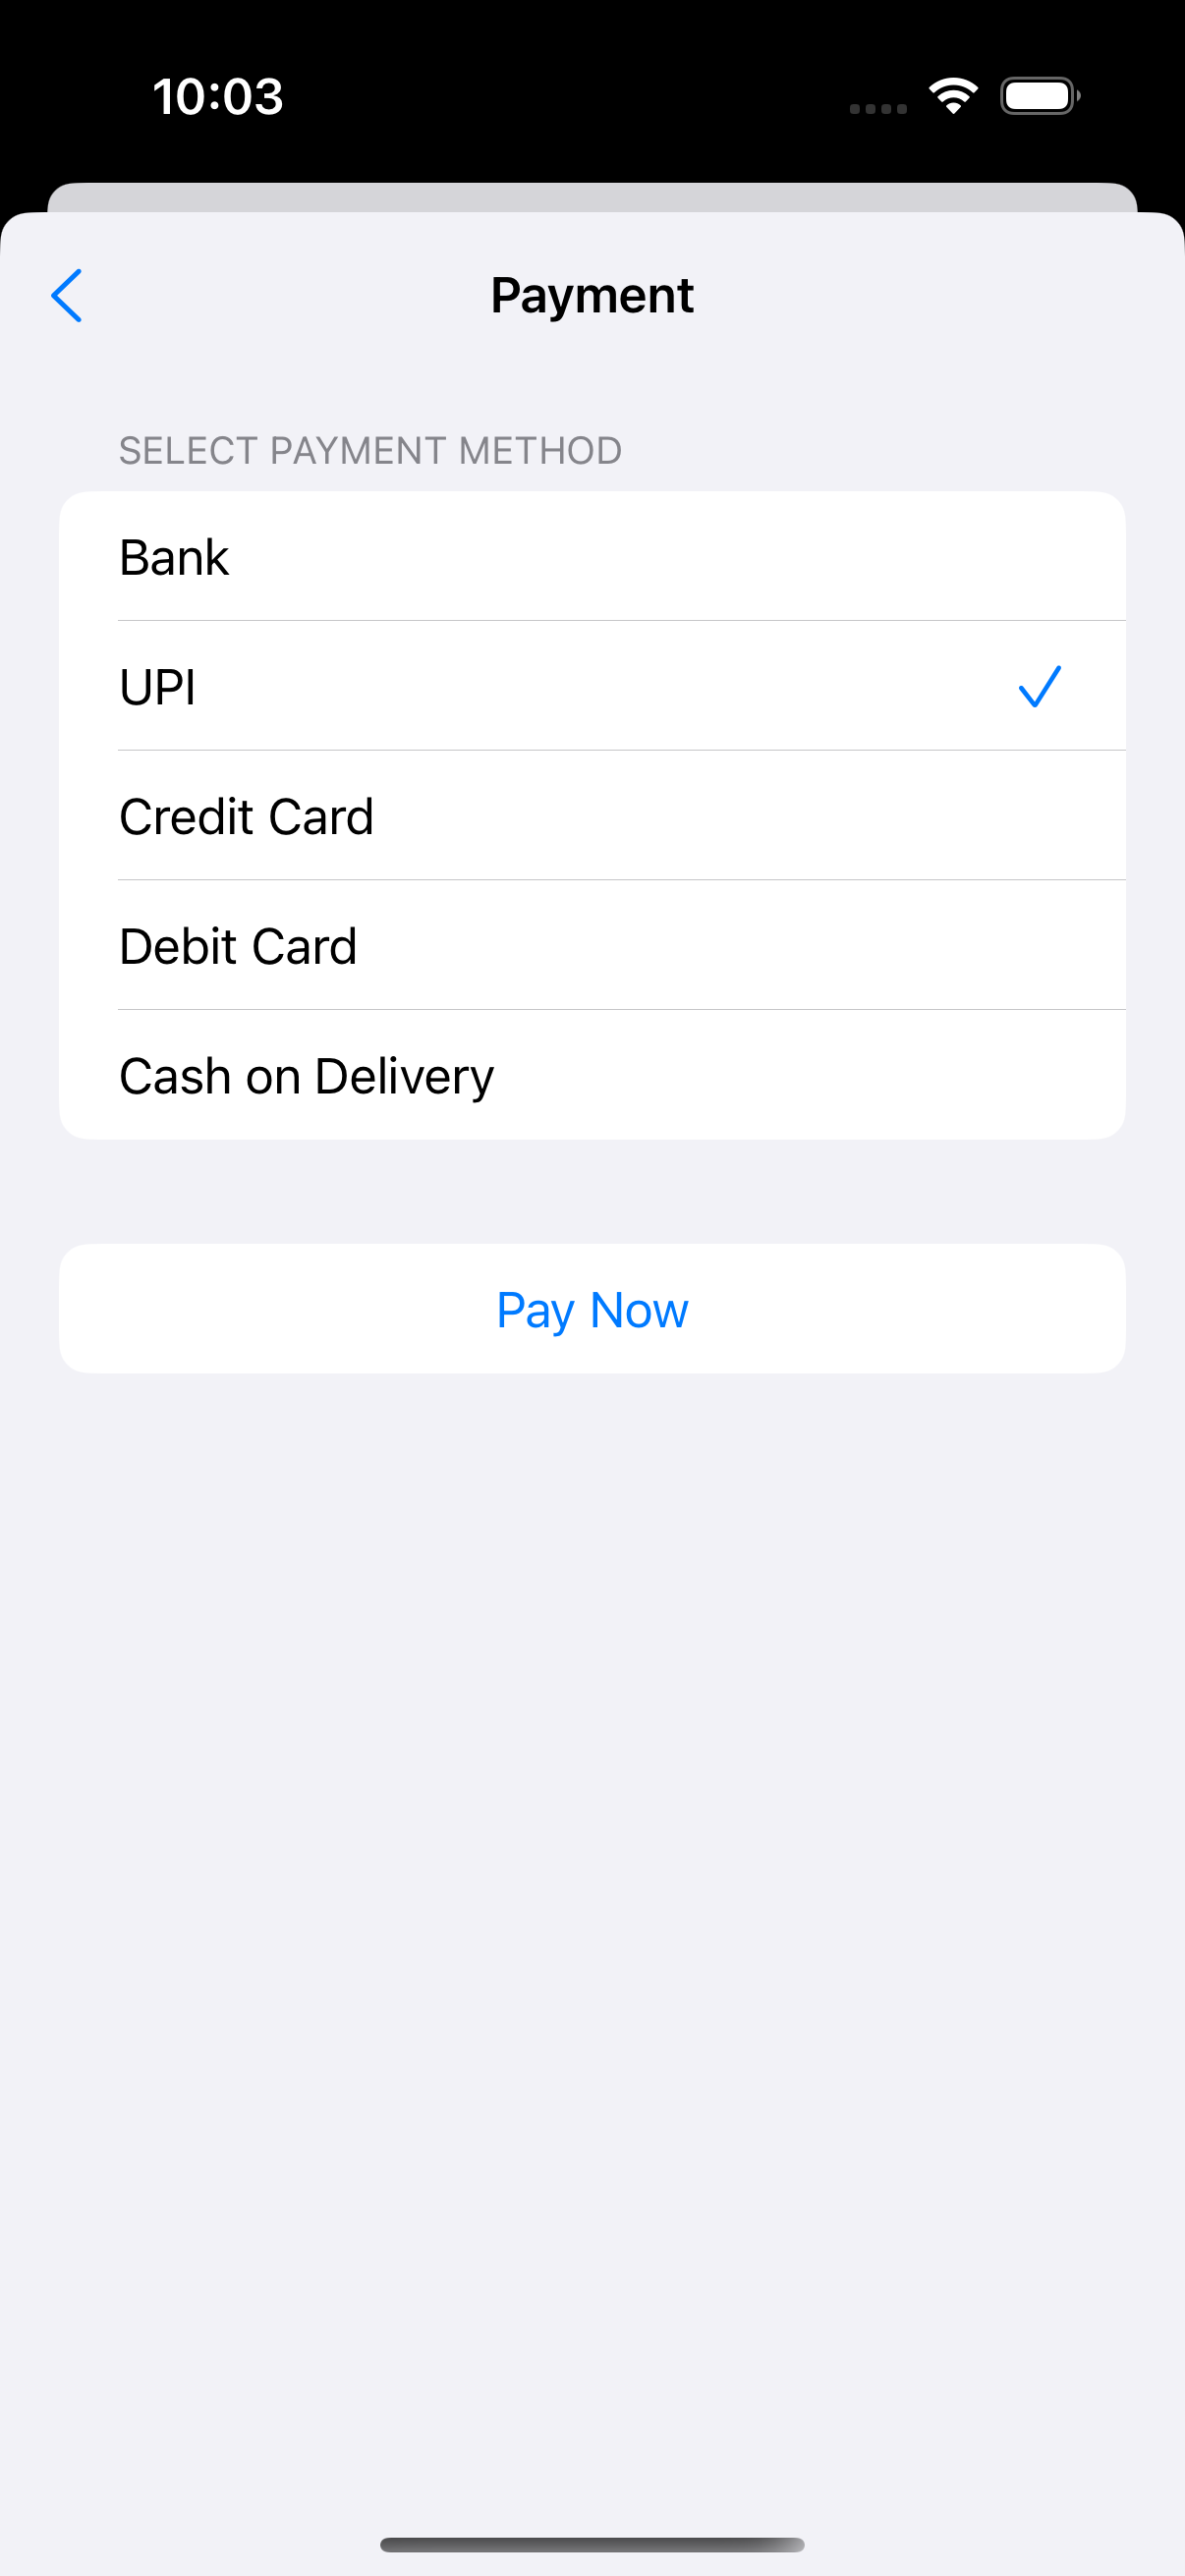 10:03
Payment
SELECT PAYMENT METHOD
Bank
UPI
Credit Card
Debit Card
Cash on Delivery
Pay Now